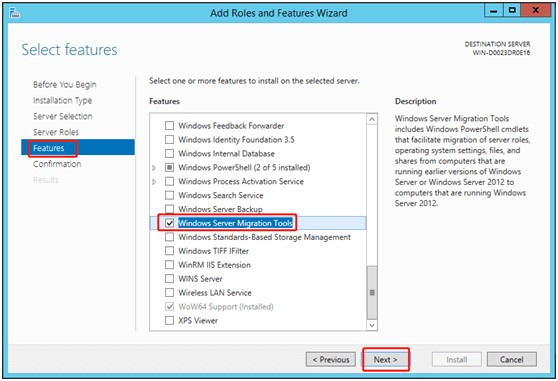 Add Roles and Features Wizard
Select features
DESTINATION SERVER
WIN-D0023DR0E16
Before You Begin
Installation Type
Server Selection
Server Roles
Features
Confirmation
Results
Select one or more features to install on the selected server.
Features
Windows Feedback Forwarder
Windows Identity Foundation 3.5
Windows Internal Database
Windows PowerShell (2 of 5 installed)
Windows Process Activation Service
Windows Search Service
Windows Server Backup
Windows Server Migration Tools
Windows Standards-Based Storage Management
Windows TIFF IFilter
WinRM IIS Extension
WINS Server
Wireless LAN Service
WoW64 Support (Installed)
XPS Viewer
Description
Windows Server Migration Tools
includes Windows PowerShell cmdlets
that facilitate migration of server roles,
operating system settings, files, and
shares from computers that are
running earlier versions of Windows
Server or Windows Server 2012 to
computers that are running Windows
Server 2012.
< Previous
Next >
Install
Cancel